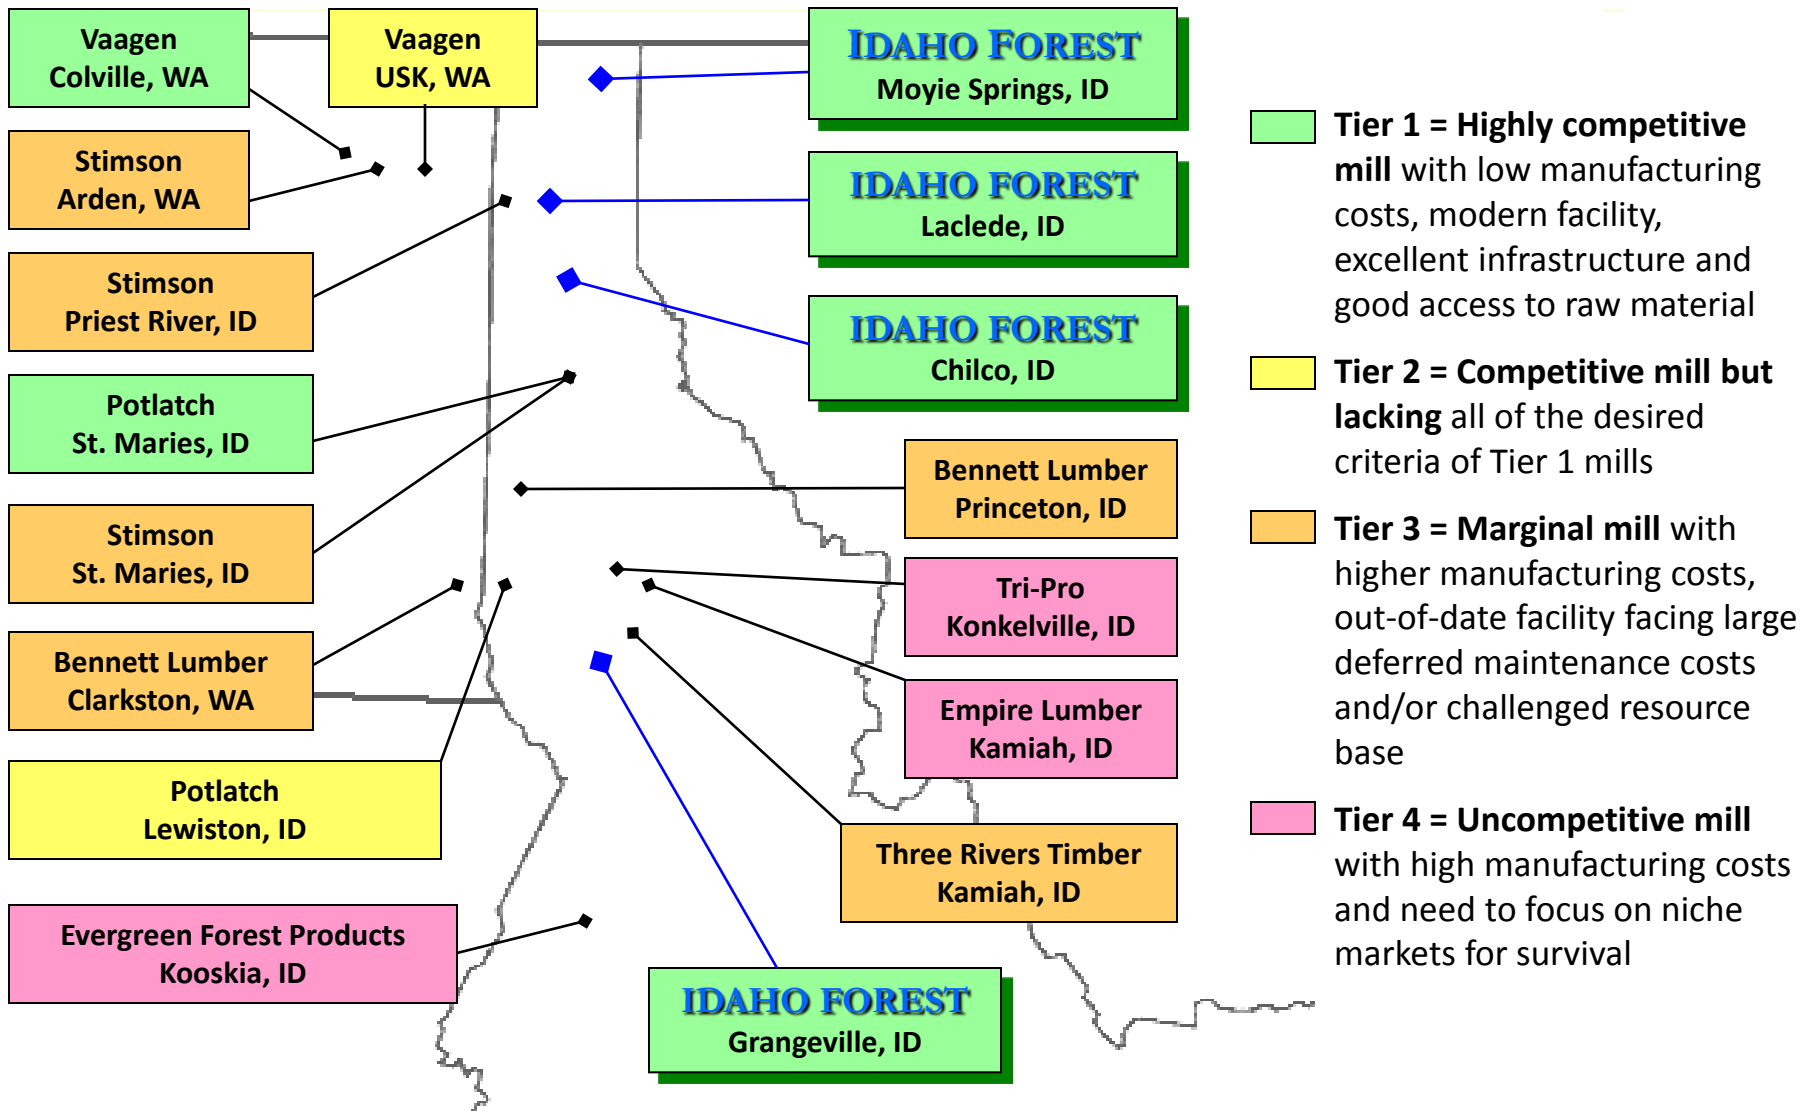 Vaagen
Colville, WA
Vaagen
USK, WA
IDAHO FOREST
Moyie Springs, ID
Stimson
Arden, WA
IDAHO FOREST
Laclede, ID
Stimson
Priest River, ID
IDAHO FOREST
Chilco, ID
Potlatch
St. Maries, ID
Bennett Lumber
Princeton, ID
Stimson
St. Maries, ID
Tri-Pro
Konkelville, ID
Bennett Lumber
Clarkston, WA
Empire Lumber
Kamiah, ID
Potlatch
Lewiston, ID
Three Rivers Timber
Kamiah, ID
Evergreen Forest Products
Kooskia, ID
IDAHO FOREST
Grangeville, ID
Tier 1 = Highly competitive
mill with low manufacturing
costs, modern facility,
excellent infrastructure and
good access to raw material
Tier 2 = Competitive mill but
lacking all of the desired
criteria of Tier 1 mills
Tier 3 = Marginal mill with
higher manufacturing costs,
out-of-date facility facing large
deferred maintenance costs
and/or challenged resource
base
Tier 4 = Uncompetitive mill
with high manufacturing costs
and need to focus on niche
markets for survival